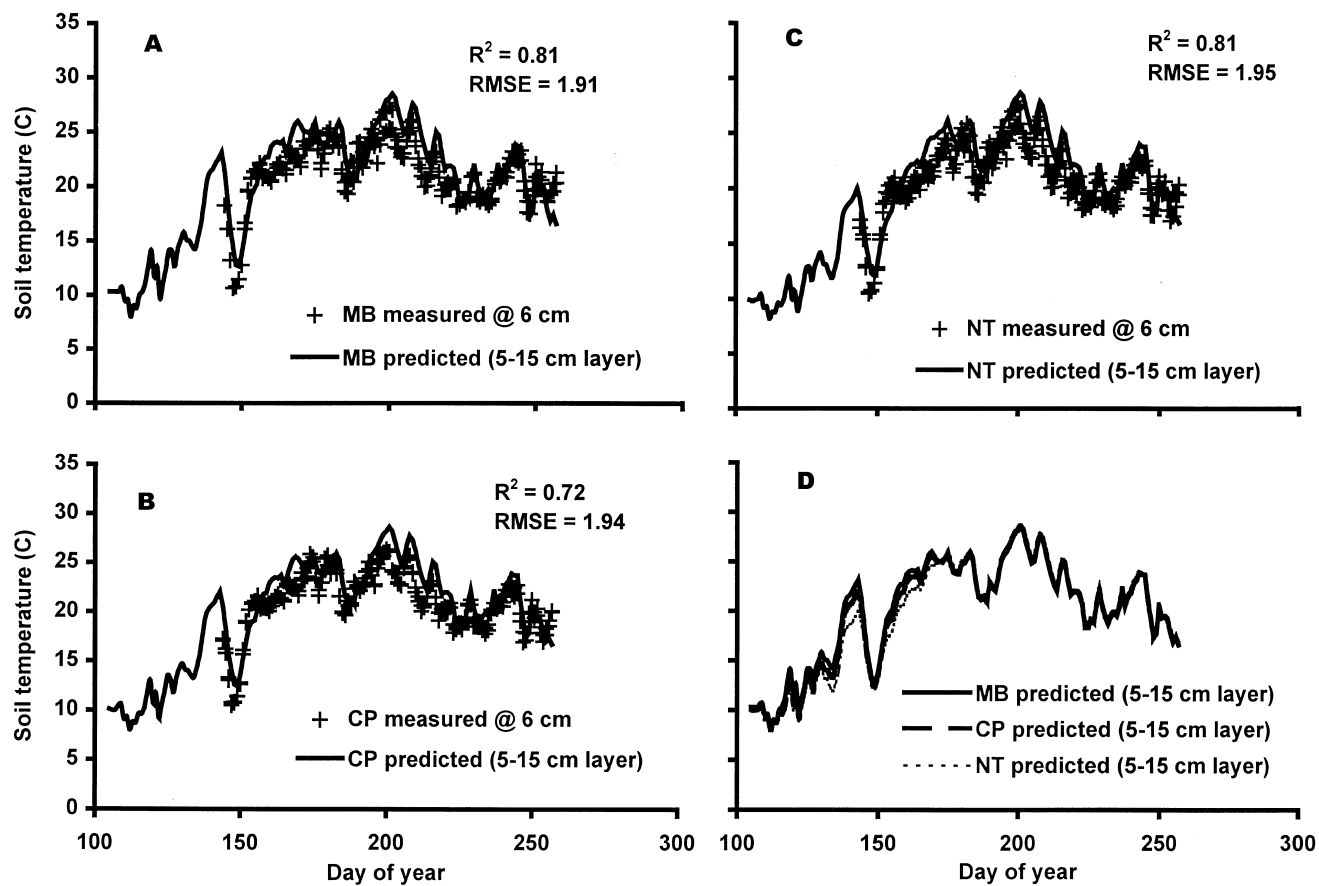 35
30
25
20
15
10
5
0
Soil temperature (C)
A
R² = 0.81
RMSE = 1.91
MB measured @ 6 cm
MB predicted (5-15 cm layer)
100
150
200
250
300
C
R² = 0.81
RMSE = 1.95
NT measured @ 6 cm
NT predicted (5-15 cm layer)
35
30
25
20
15
10
5
0
Soil temperature (C)
B
R² = 0.72
RMSE = 1.94
CP measured @ 6 cm
CP predicted (5-15 cm layer)
100
150
200
250
300
Day of year
D
MB predicted (5-15 cm layer)
CP predicted (5-15 cm layer)
NT predicted (5-15 cm layer)
100
150
200
250
300
Day of year